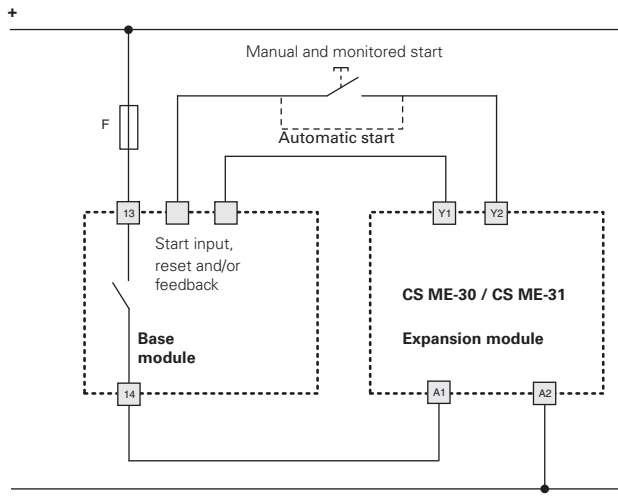 +
Manual and monitored start
F
Automatic start
13
Y1
Y2
Start input,
reset and/or
feedback
CS ME-30 / CS ME-31
Base
module
Expansion module
14
A1
A2